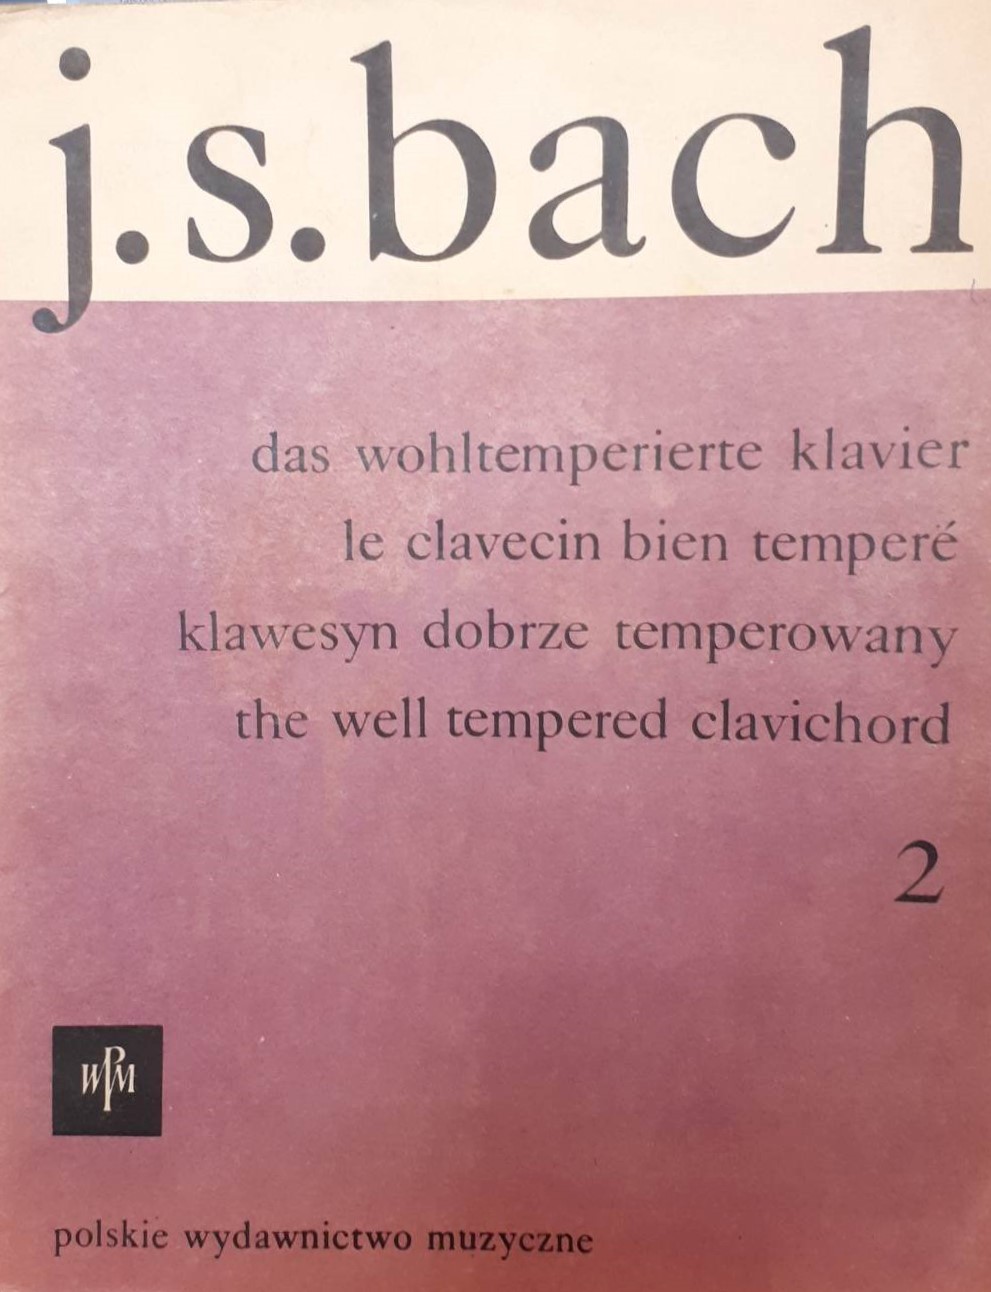 j.s.bach
das wohltemperierte klavier
le clavecin bien temperé
klawesyn dobrze temperowany
the well tempered clavichord
2
WPM
polskie wydawnictwo muzyczne